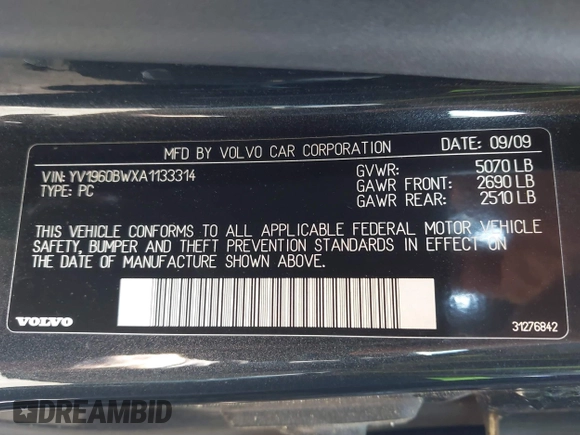 MFD BY VOLVO CAR CORPORATION DATE: 09/09
VIN: YV1960BWXA1133314 GVWR: 5070 LB
TYPE: PC GAWR FRONT: 2690 LB
GAWR REAR: 2510 LB
THIS VEHICLE CONFORMS TO ALL APPLICABLE FEDERAL MOTOR VEHICLE
SAFETY, BUMPER AND THEFT PREVENTION STANDARDS IN EFFECT ON
THE DATE OF MANUFACTURE SHOWN ABOVE.
VOLVO 31276842
DREAMBID